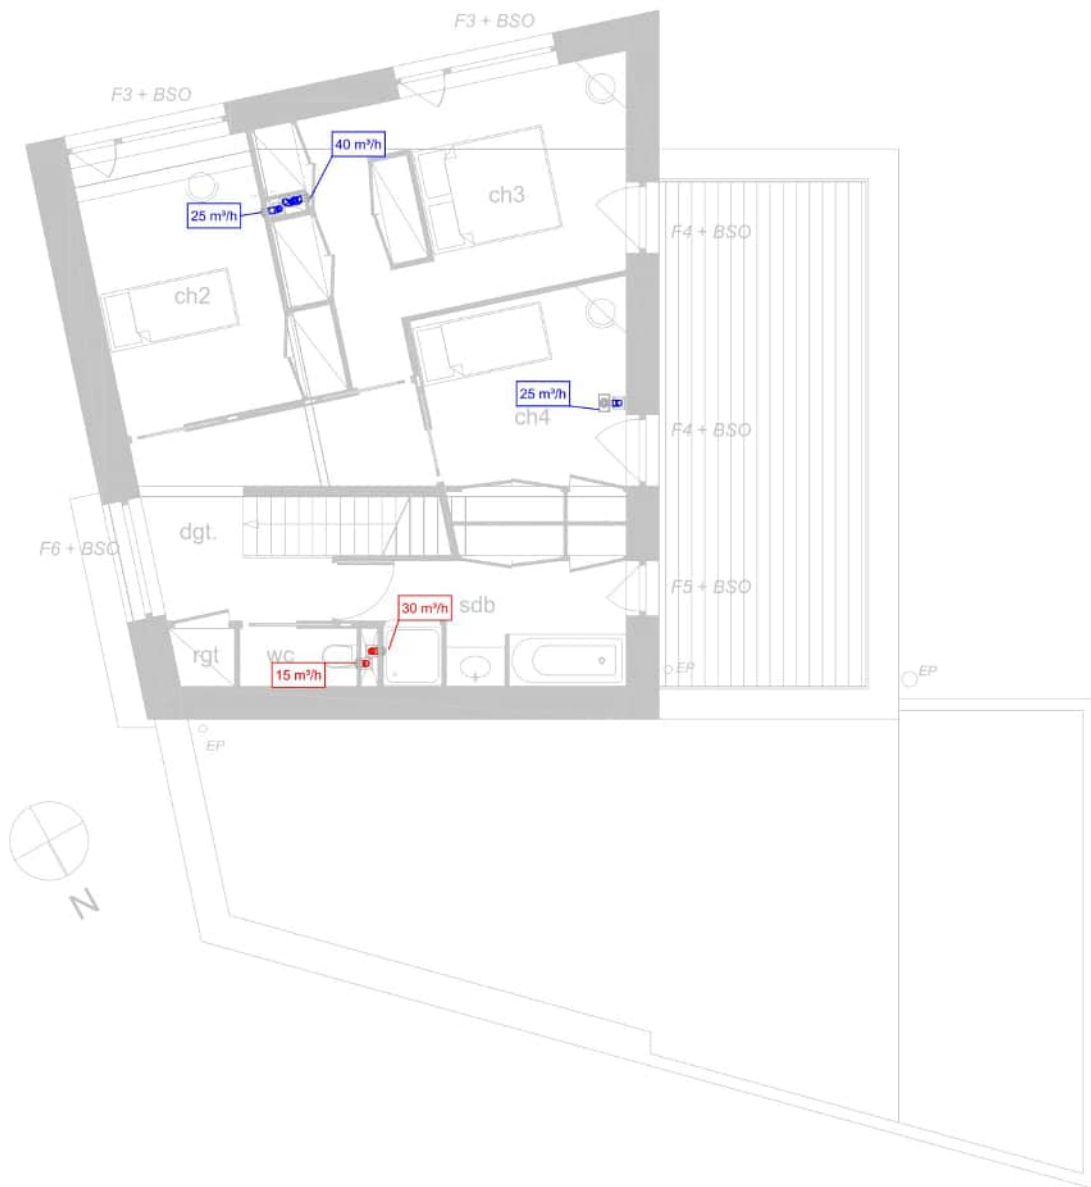 F3 + BSO
F3 + BSO
40 m³/h
ch3
25 m³/h
F4 + BSO
ch2
25 m³/h
ch4
F4 + BSO
dgt.
F6 + BSO
F5 + BSO
30 m³/h
sdb
rgt
wc
15 m³/h
EP
EP
EP
N